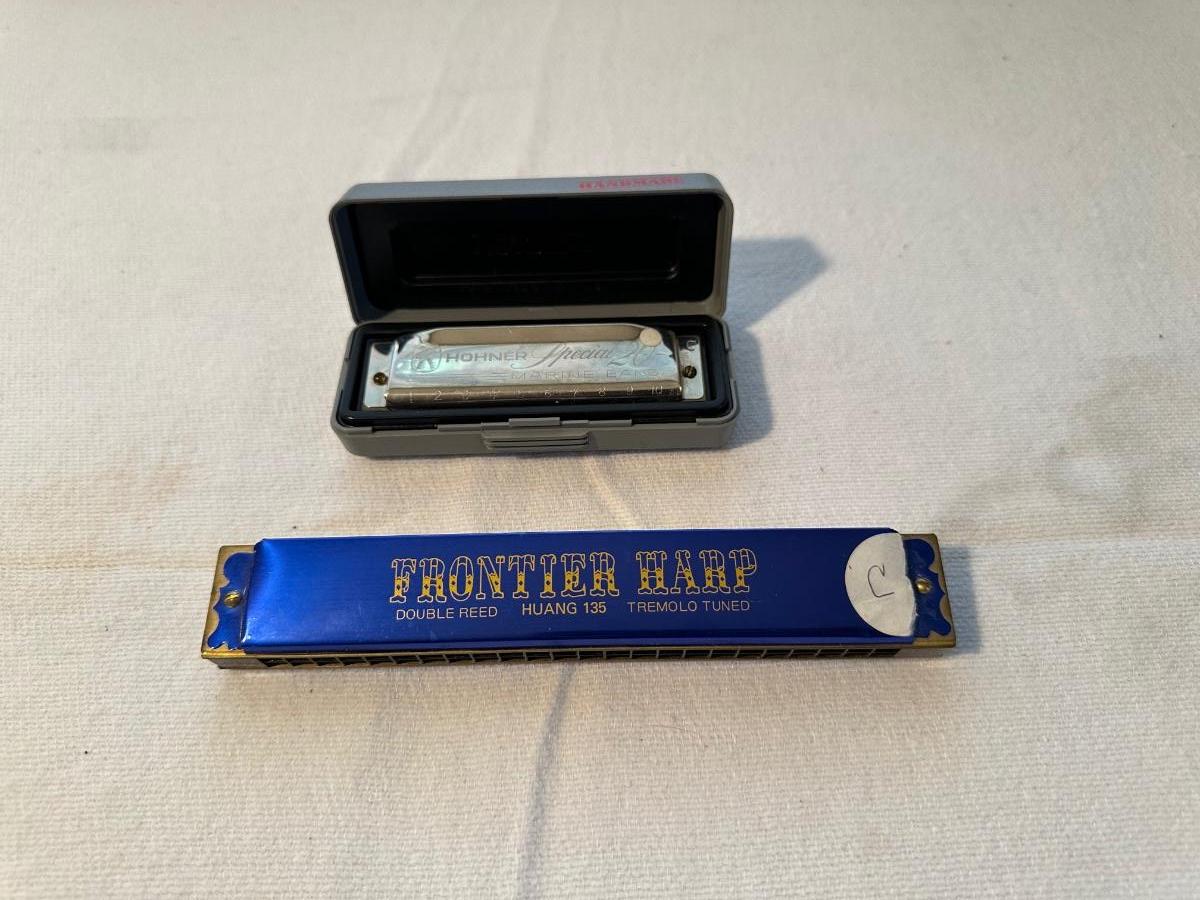 HANDMADE
HOHNER Special 20
MARINE BAND
C
1 2 3 4 6 7 8 9 10
FRONTIER HARP
DOUBLE REED HUANG 135 TREMOLO TUNED
C